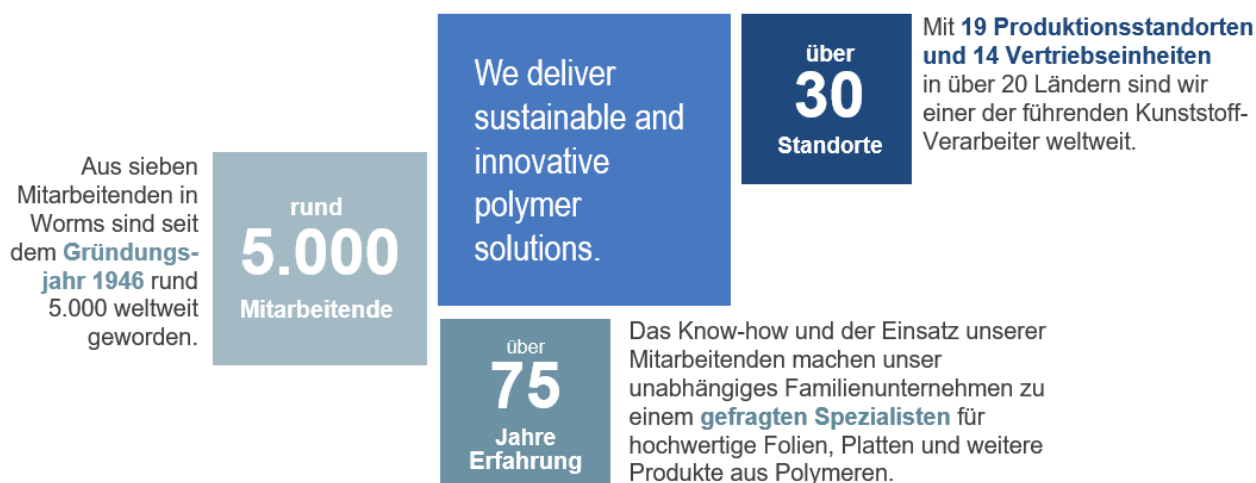 We deliver
sustainable and
innovative
polymer
solutions.
über
30
Standorte
Mit 19 Produktionsstandorten
und 14 Vertriebseinheiten
in über 20 Ländern sind wir
einer der führenden Kunststoff-
Verarbeiter weltweit.
Aus sieben
Mitarbeitenden in
Worms sind seit
dem Gründungs-
jahr 1946 rund
5.000 weltweit
geworden.
rund
5.000
Mitarbeitende
über
75
Jahre
Erfahrung
Das Know-how und der Einsatz unserer
Mitarbeitenden machen unser
unabhängiges Familienunternehmen zu
einem gefragten Spezialisten für
hochwertige Folien, Platten und weitere
Produkte aus Polymeren.